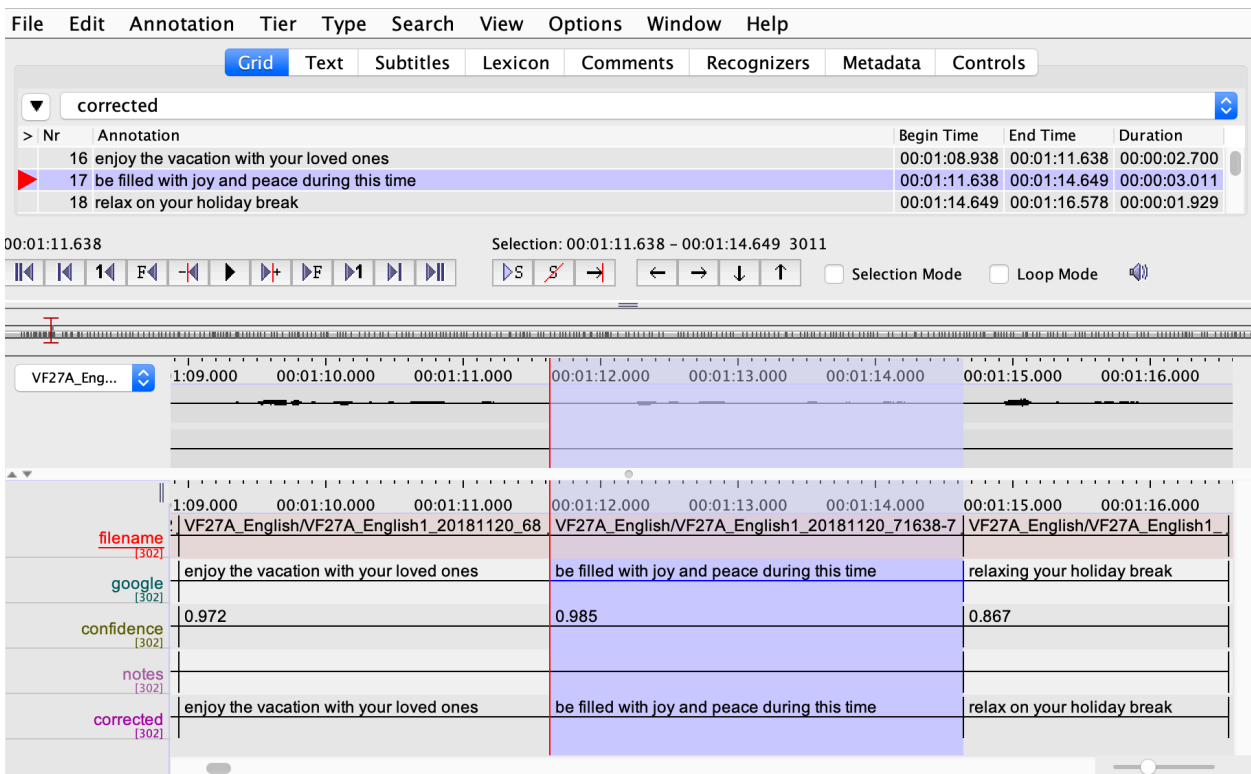 File Edit Annotation Tier Type Search View Options Window Help
Grid Text Subtitles Lexicon Comments Recognizers Metadata Controls
corrected
> Nr Annotation Begin Time End Time Duration
16 enjoy the vacation with your loved ones 00:01:08.938 00:01:11.638 00:00:02.700
17 be filled with joy and peace during this time 00:01:11.638 00:01:14.649 00:00:03.011
18 relax on your holiday break 00:01:14.649 00:01:16.578 00:00:01.929
00:01:11.638 Selection: 00:01:11.638 – 00:01:14.649 3011
1 F - + F 1 S S Selection Mode Loop Mode
VF27A_Eng... 1:09.000 00:01:10.000 00:01:11.000 00:01:12.000 00:01:13.000 00:01:14.000 00:01:15.000 00:01:16.000
1:09.000 00:01:10.000 00:01:11.000 00:01:12.000 00:01:13.000 00:01:14.000 00:01:15.000 00:01:16.000
filename [302] VF27A_English/VF27A_English1_20181120_68 VF27A_English/VF27A_English1_20181120_71638-7 VF27A_English/VF27A_English1_
google [302] enjoy the vacation with your loved ones be filled with joy and peace during this time relaxing your holiday break
confidence [302] 0.972 0.985 0.867
notes [302]
corrected [302] enjoy the vacation with your loved ones be filled with joy and peace during this time relax on your holiday break